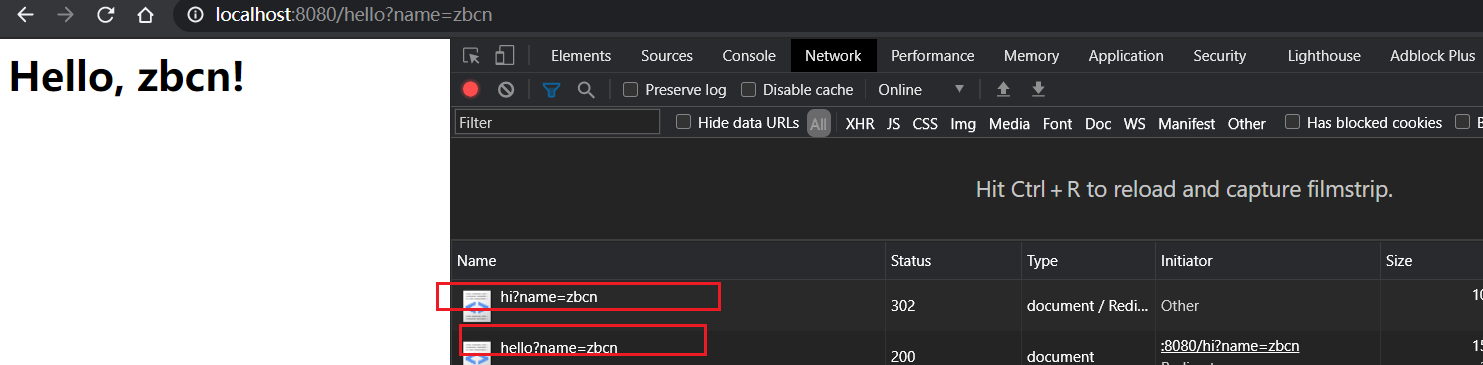 localhost:8080/hello?name=zbcn
Hello, zbcn!
Elements Sources Console Network Performance Memory Application Security Lighthouse Adblock Plus
Preserve log Disable cache Online
Filter Hide data URLs All XHR JS CSS Img Media Font Doc WS Manifest Other Has blocked cookies
Hit Ctrl + R to reload and capture filmstrip.
Name Status Type Initiator Size
hi?name=zbcn 302 document / Redi... Other 10
hello?name=zbcn 200 document :8080/hi?name=zbcn 15